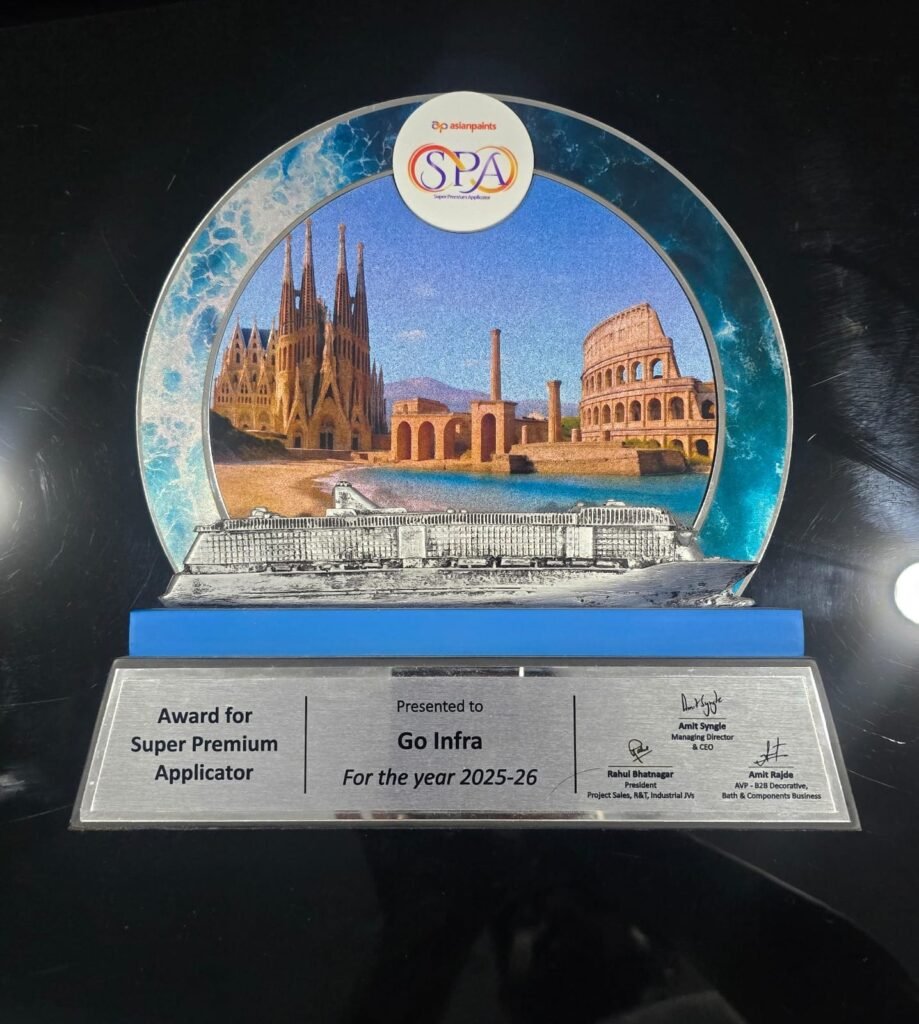 asianpaints
SPA
Super Premium Applicator
Award for
Super Premium
Applicator
Presented to
Go Infra
For the year 2025-26
Amit Syngle
Managing Director
& CEO
Rahul Bhatnagar
President
Project Sales, R&T, Industrial JVs
Amit Rajde
AVP - B2B Decorative,
Bath & Components Business